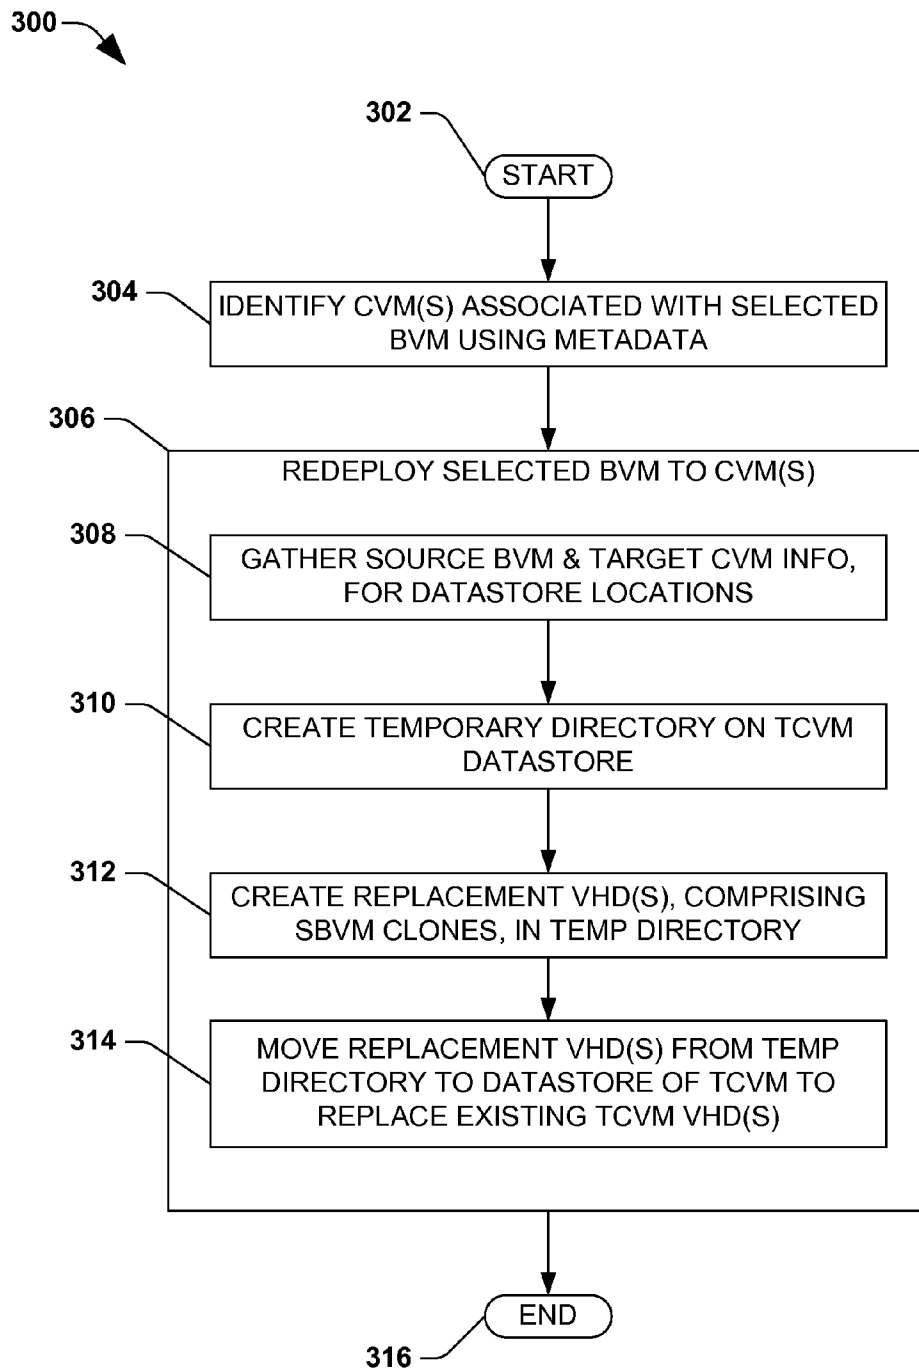 300
302
START
304
IDENTIFY CVM(S) ASSOCIATED WITH SELECTED
BVM USING METADATA
306
REDEPLOY SELECTED BVM TO CVM(S)
308
GATHER SOURCE BVM & TARGET CVM INFO,
FOR DATASTORE LOCATIONS
310
CREATE TEMPORARY DIRECTORY ON TCVM
DATASTORE
312
CREATE REPLACEMENT VHD(S), COMPRISING
SBVM CLONES, IN TEMP DIRECTORY
314
MOVE REPLACEMENT VHD(S) FROM TEMP
DIRECTORY TO DATASTORE OF TCVM TO
REPLACE EXISTING TCVM VHD(S)
END
316